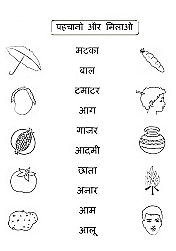 पहचानो और मिलाओ
मटका
बाल
टमाटर
आग
गाजर
आदमी
छाता
अनार
आम
आलू